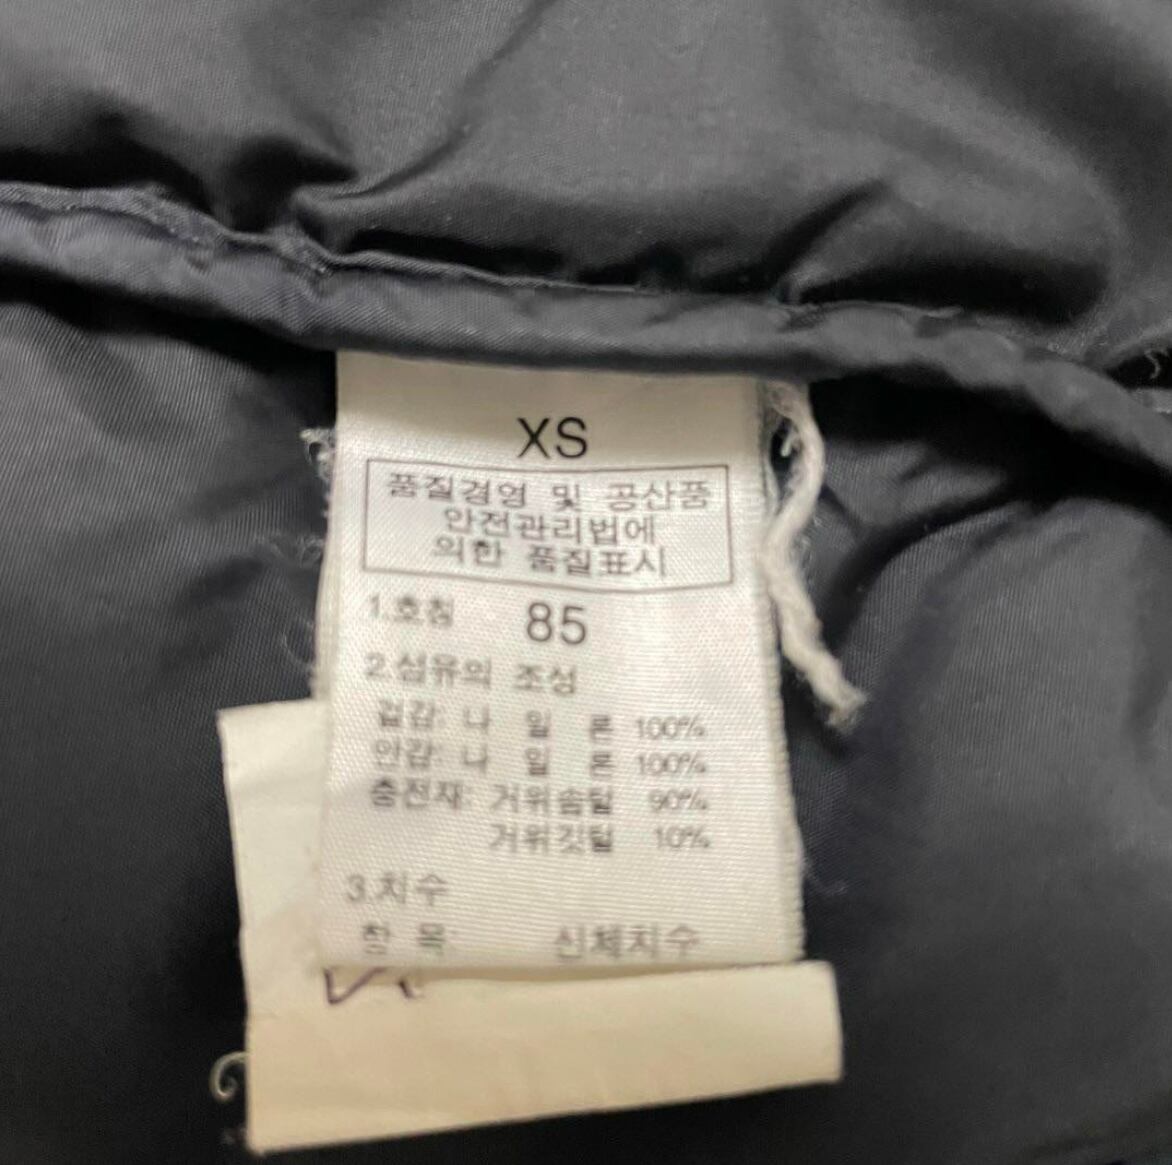 XS
품질경영 및 공산품
안전관리법에
의한 품질표시
1.호칭 85
2.섬유의 조성
겉감: 나 일 론 100%
안감: 나 일 론 100%
충전재: 거위솜털 90%
거위깃털 10%
3.치수
항 목: 신체치수